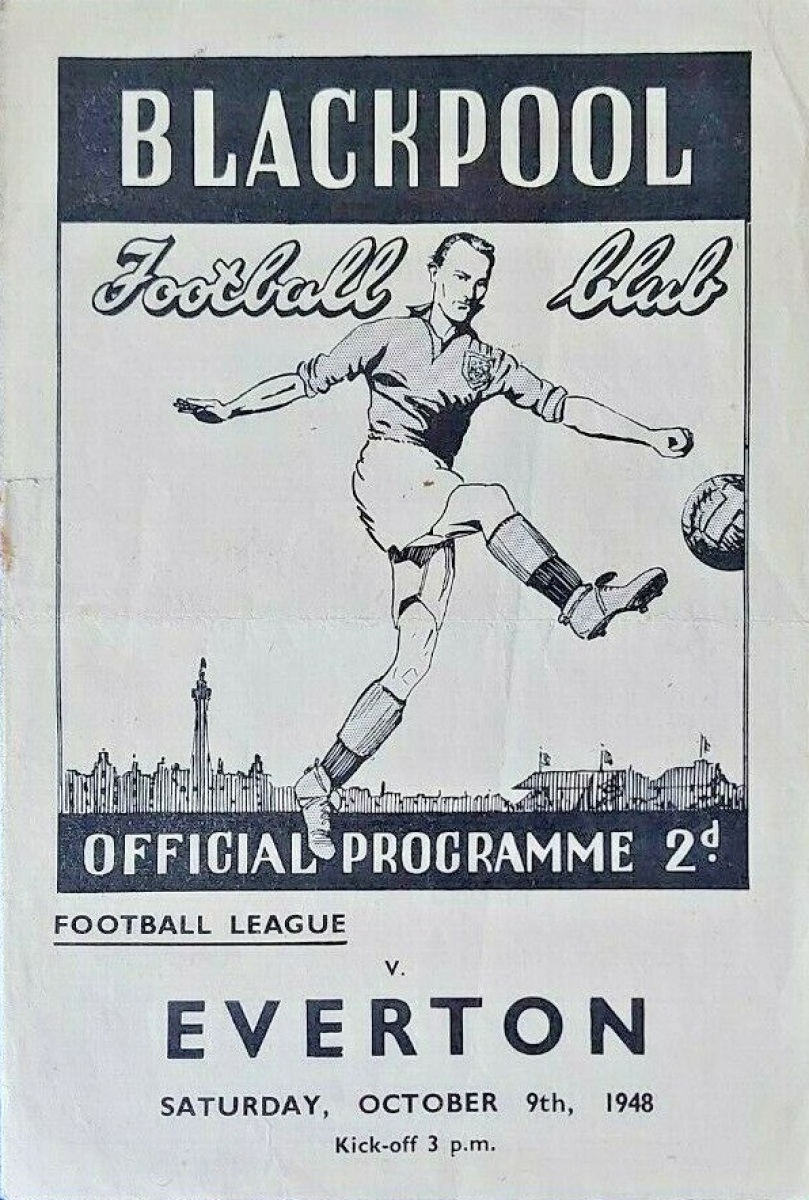 BLACKPOOL
Football Club
OFFICIAL PROGRAMME 2d.
FOOTBALL LEAGUE
v.
EVERTON
SATURDAY, OCTOBER 9th, 1948
Kick-off 3 p.m.